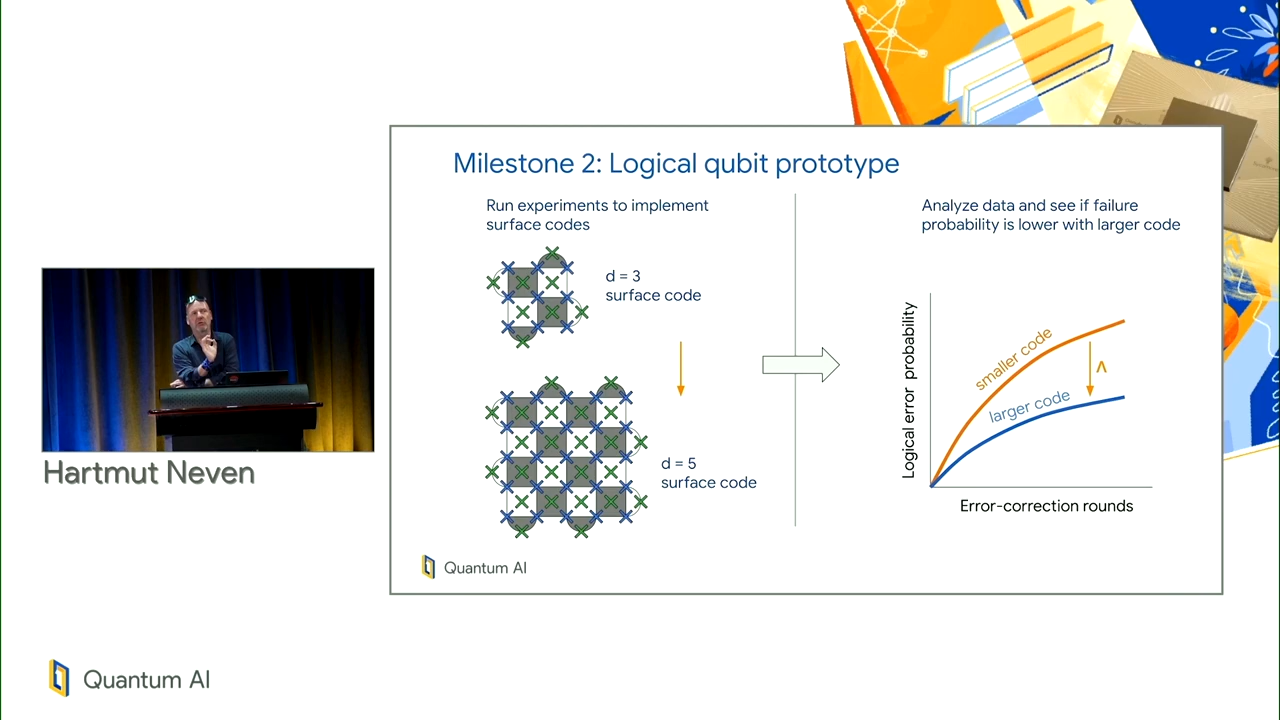 Milestone 2: Logical qubit prototype
Run experiments to implement
surface codes
d = 3
surface code
d = 5
surface code
Analyze data and see if failure
probability is lower with larger code
Logical error probability
smaller code
larger code
Λ
Error-correction rounds
Quantum AI
Hartmut Neven
Quantum AI